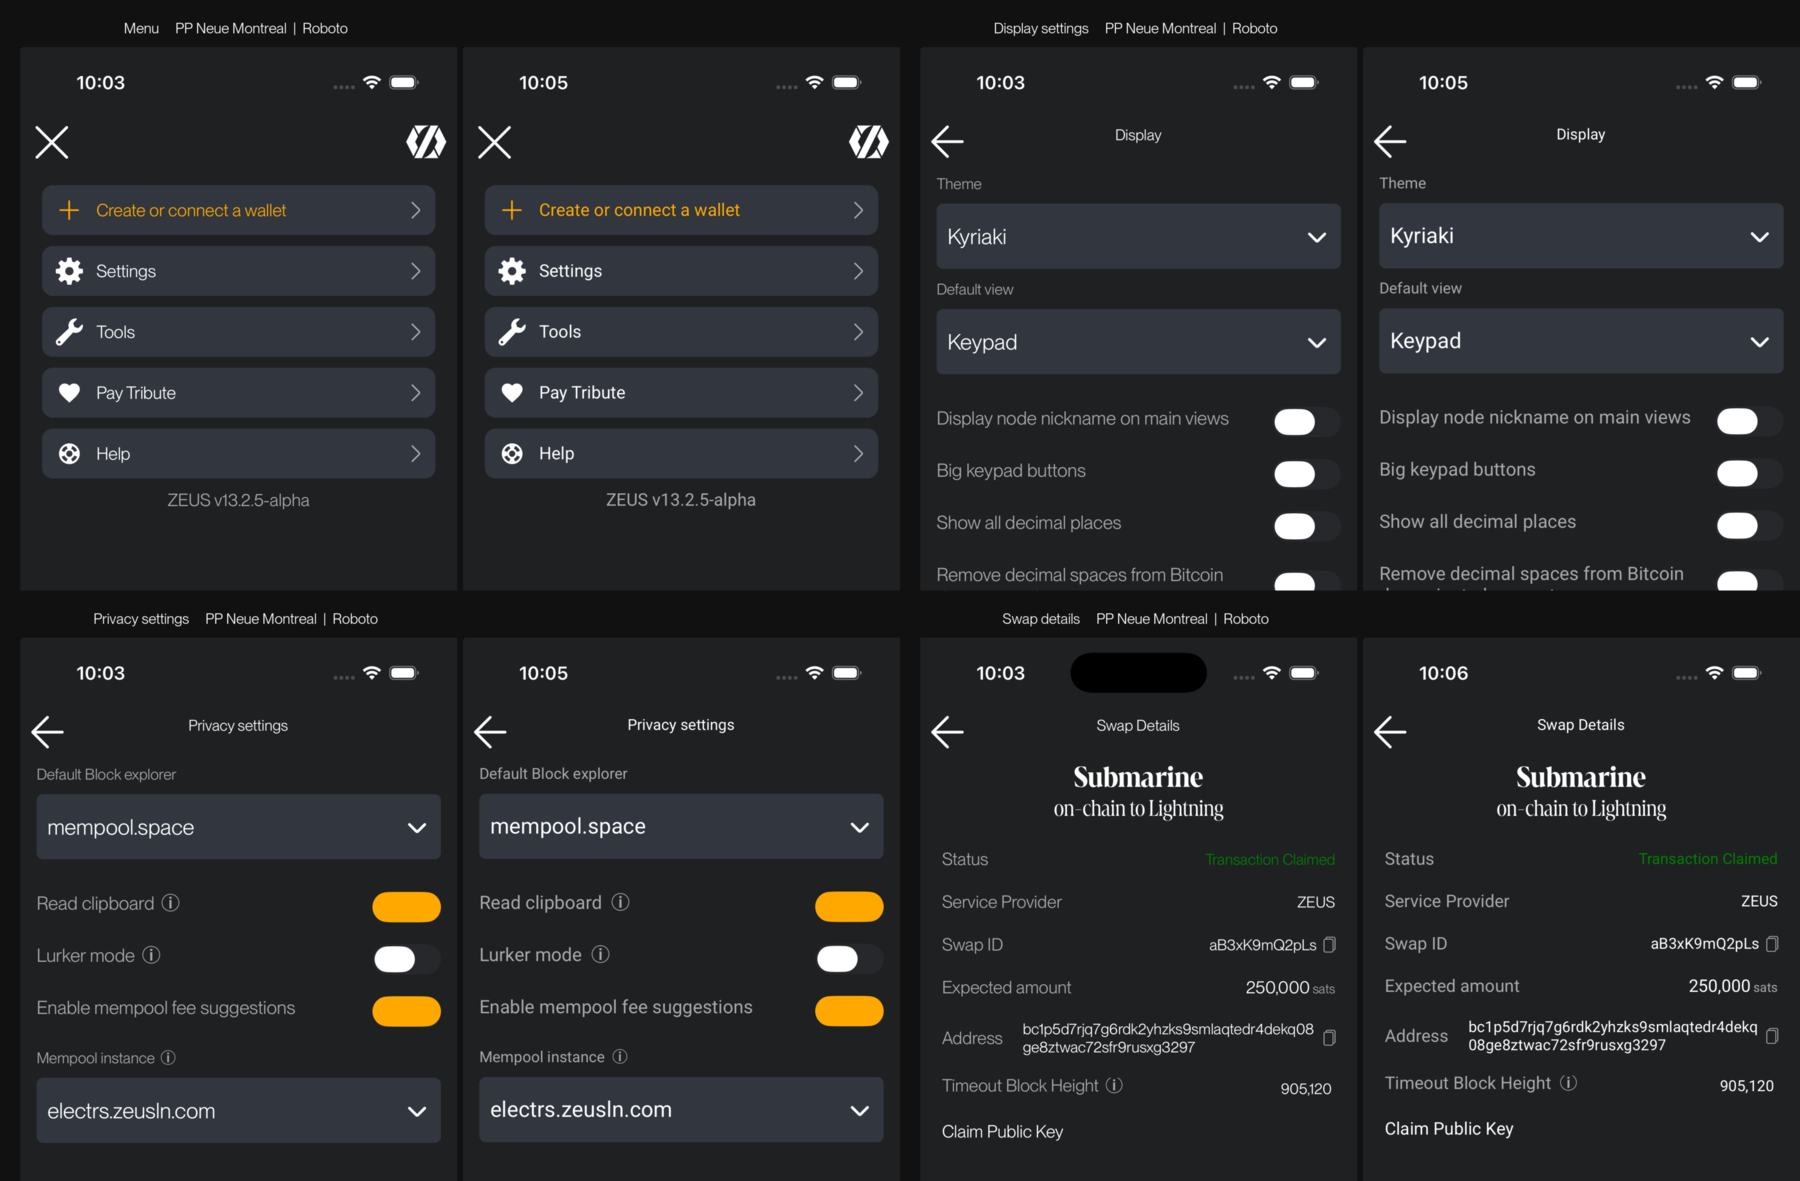 Menu PP Neue Montreal | Roboto
10:03
Create or connect a wallet
Settings
Tools
Pay Tribute
Help
ZEUS v13.2.5-alpha
10:05
Create or connect a wallet
Settings
Tools
Pay Tribute
Help
ZEUS v13.2.5-alpha
Display settings PP Neue Montreal | Roboto
10:03
Display
Theme
Kyriaki
Default view
Keypad
Display node nickname on main views
Big keypad buttons
Show all decimal places
Remove decimal spaces from Bitcoin
10:05
Display
Theme
Kyriaki
Default view
Keypad
Display node nickname on main views
Big keypad buttons
Show all decimal places
Remove decimal spaces from Bitcoin
Privacy settings PP Neue Montreal | Roboto
10:03
Privacy settings
Default Block explorer
mempool.space
Read clipboard
Lurker mode
Enable mempool fee suggestions
Mempool instance
electrs.zeusln.com
10:05
Privacy settings
Default Block explorer
mempool.space
Read clipboard
Lurker mode
Enable mempool fee suggestions
Mempool instance
electrs.zeusln.com
Swap details PP Neue Montreal | Roboto
10:03
Swap Details
Submarine
on-chain to Lightning
Status Transaction Claimed
Service Provider ZEUS
Swap ID aB3xK9mQ2pLs
Expected amount 250,000 sats
Address bc1p5d7rjq7g6rdk2yhzks9smlaqtedr4dekq08
ge8ztwac72sfr9rusxg3297
Timeout Block Height 905,120
Claim Public Key
10:06
Swap Details
Submarine
on-chain to Lightning
Status Transaction Claimed
Service Provider ZEUS
Swap ID aB3xK9mQ2pLs
Expected amount 250,000 sats
Address bc1p5d7rjq7g6rdk2yhzks9smlaqtedr4dekq
08ge8ztwac72sfr9rusxg3297
Timeout Block Height 905,120
Claim Public Key